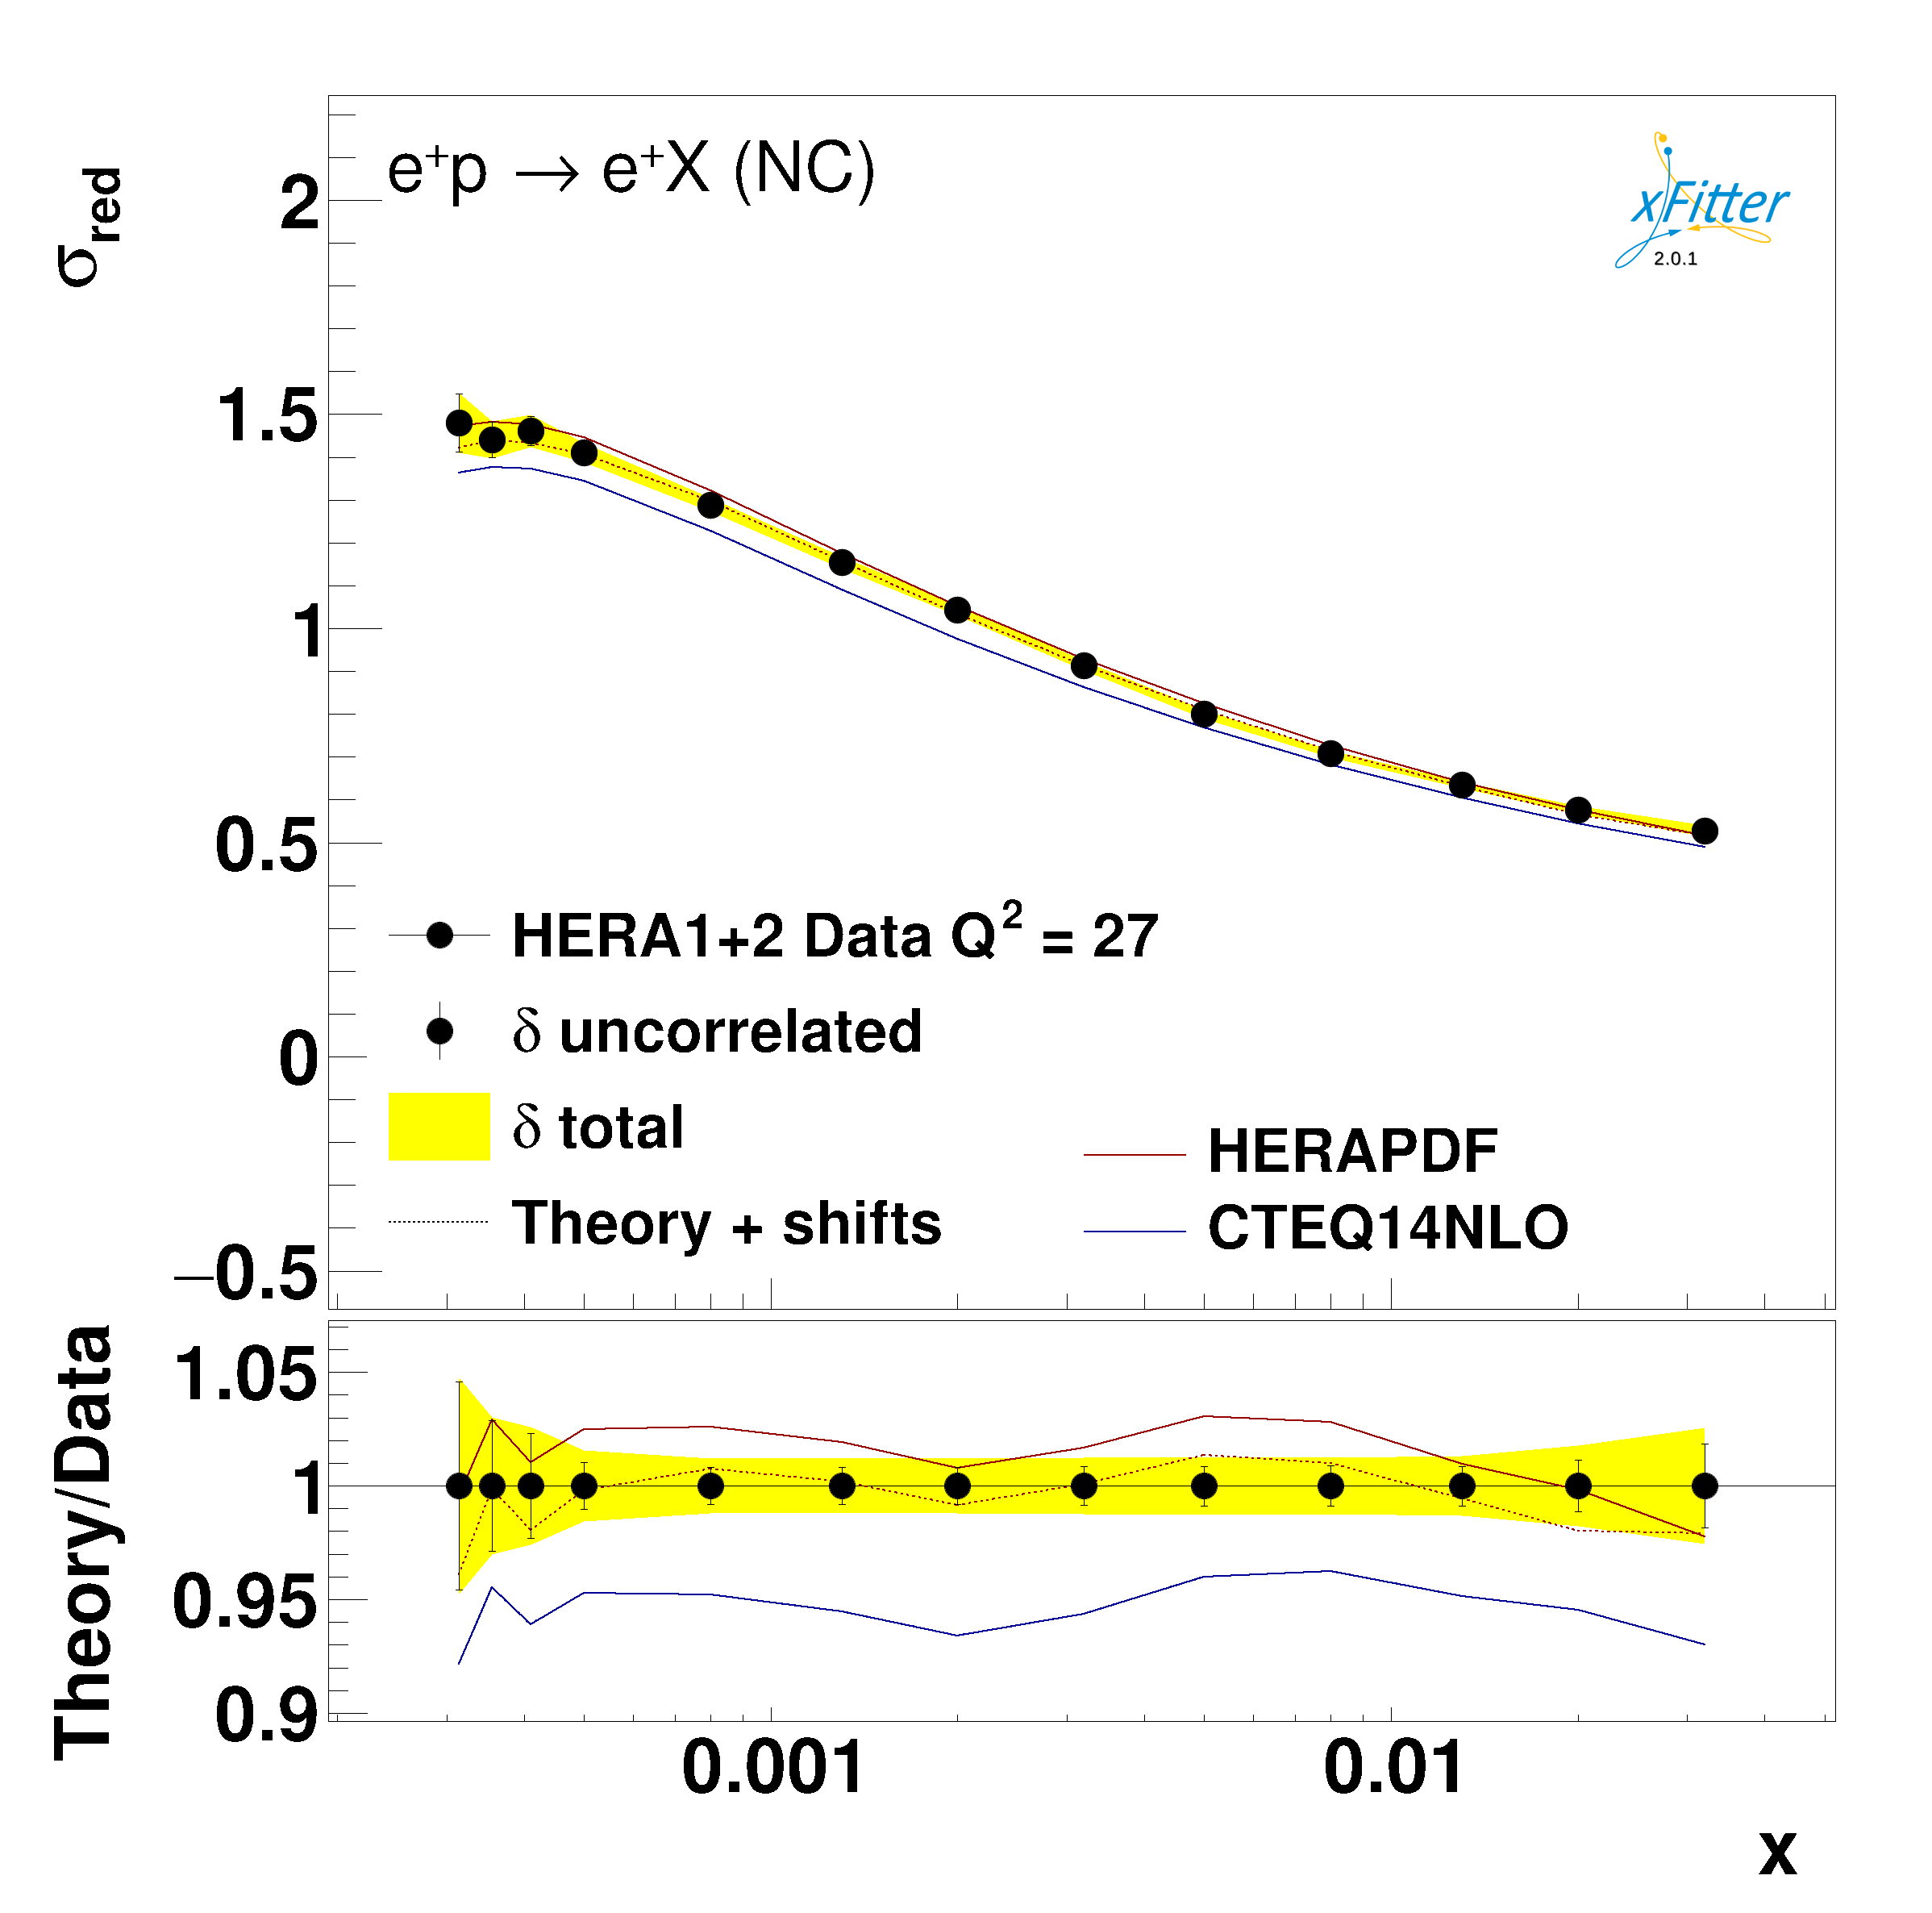 e⁺p → e⁺X (NC)
xFitter
2.0.1
σ_red
2
1.5
1
0.5
0
−0.5
HERA1+2 Data Q² = 27
δ uncorrelated
δ total
Theory + shifts
HERAPDF
CTEQ14NLO
Theory/Data
1.05
1
0.95
0.9
0.001 0.01
x